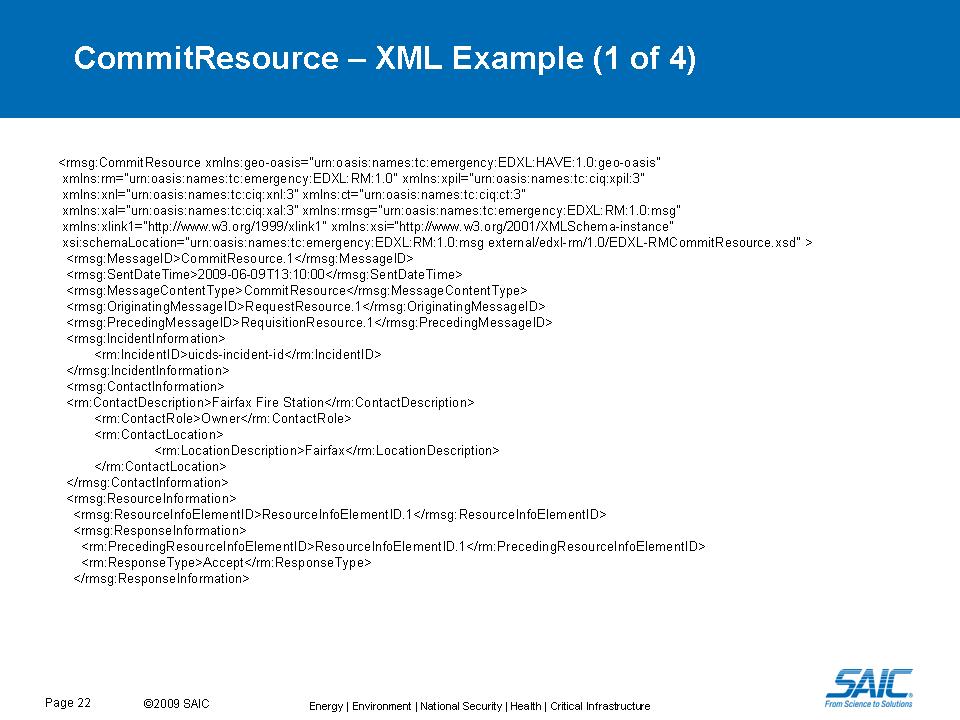 CommitResource – XML Example (1 of 4)
<rmsg:CommitResource xmlns:geo-oasis="urn:oasis:names:tc:emergency:EDXL:HAVE:1.0:geo-oasis"
xmlns:rm="urn:oasis:names:tc:emergency:EDXL:RM:1.0" xmlns:xpil="urn:oasis:names:tc:ciq:xpil:3"
xmlns:xnl="urn:oasis:names:tc:ciq:xnl:3" xmlns:ct="urn:oasis:names:tc:ciq:ct:3"
xmlns:xal="urn:oasis:names:tc:ciq:xal:3" xmlns:rmsg="urn:oasis:names:tc:emergency:EDXL:RM:1.0:msg"
xmlns:xlink1="http://www.w3.org/1999/xlink1" xmlns:xsi="http://www.w3.org/2001/XMLSchema-instance"
xsi:schemaLocation="urn:oasis:names:tc:emergency:EDXL:RM:1.0:msg external/edxl-rm/1.0/EDXL-RMCommitResource.xsd" >
<rmsg:MessageID>CommitResource.1</rmsg:MessageID>
<rmsg:SentDateTime>2009-06-09T13:10:00</rmsg:SentDateTime>
<rmsg:MessageContentType>CommitResource</rmsg:MessageContentType>
<rmsg:OriginatingMessageID>RequestResource.1</rmsg:OriginatingMessageID>
<rmsg:PrecedingMessageID>RequisitionResource.1</rmsg:PrecedingMessageID>
<rmsg:IncidentInformation>
<rm:IncidentID>uicds-incident-id</rm:IncidentID>
</rmsg:IncidentInformation>
<rmsg:ContactInformation>
<rm:ContactDescription>Fairfax Fire Station</rm:ContactDescription>
<rm:ContactRole>Owner</rm:ContactRole>
<rm:ContactLocation>
<rm:LocationDescription>Fairfax</rm:LocationDescription>
</rm:ContactLocation>
</rmsg:ContactInformation>
<rmsg:ResourceInformation>
<rmsg:ResourceInfoElementID>ResourceInfoElementID.1</rmsg:ResourceInfoElementID>
<rmsg:ResponseInformation>
<rm:PrecedingResourceInfoElementID>ResourceInfoElementID.1</rm:PrecedingResourceInfoElementID>
<rm:ResponseType>Accept</rm:ResponseType>
</rmsg:ResponseInformation>
Page 22
©2009 SAIC
Energy | Environment | National Security | Health | Critical Infrastructure
SAIC
From Science to Solutions